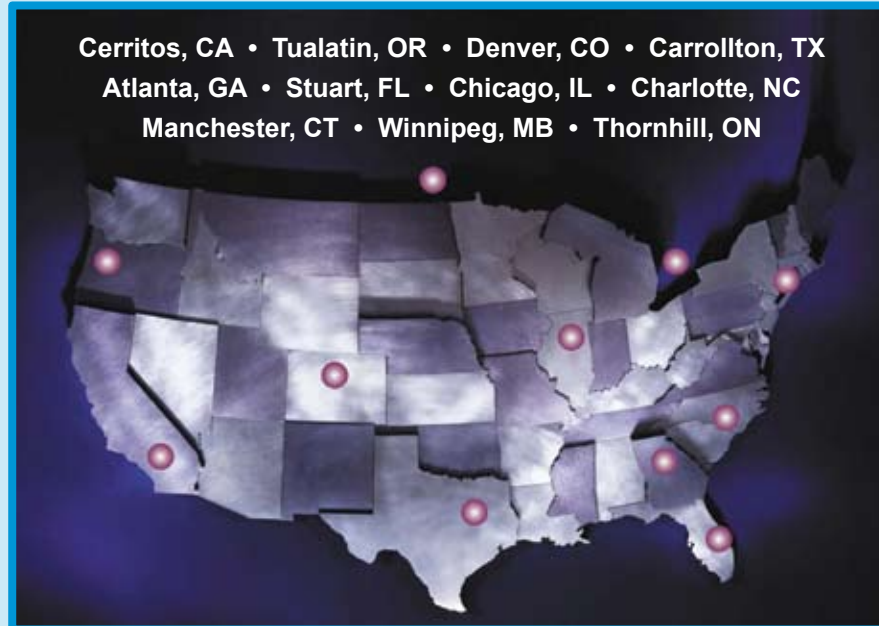 Cerritos, CA • Tualatin, OR • Denver, CO • Carrollton, TX
Atlanta, GA • Stuart, FL • Chicago, IL • Charlotte, NC
Manchester, CT • Winnipeg, MB • Thornhill, ON